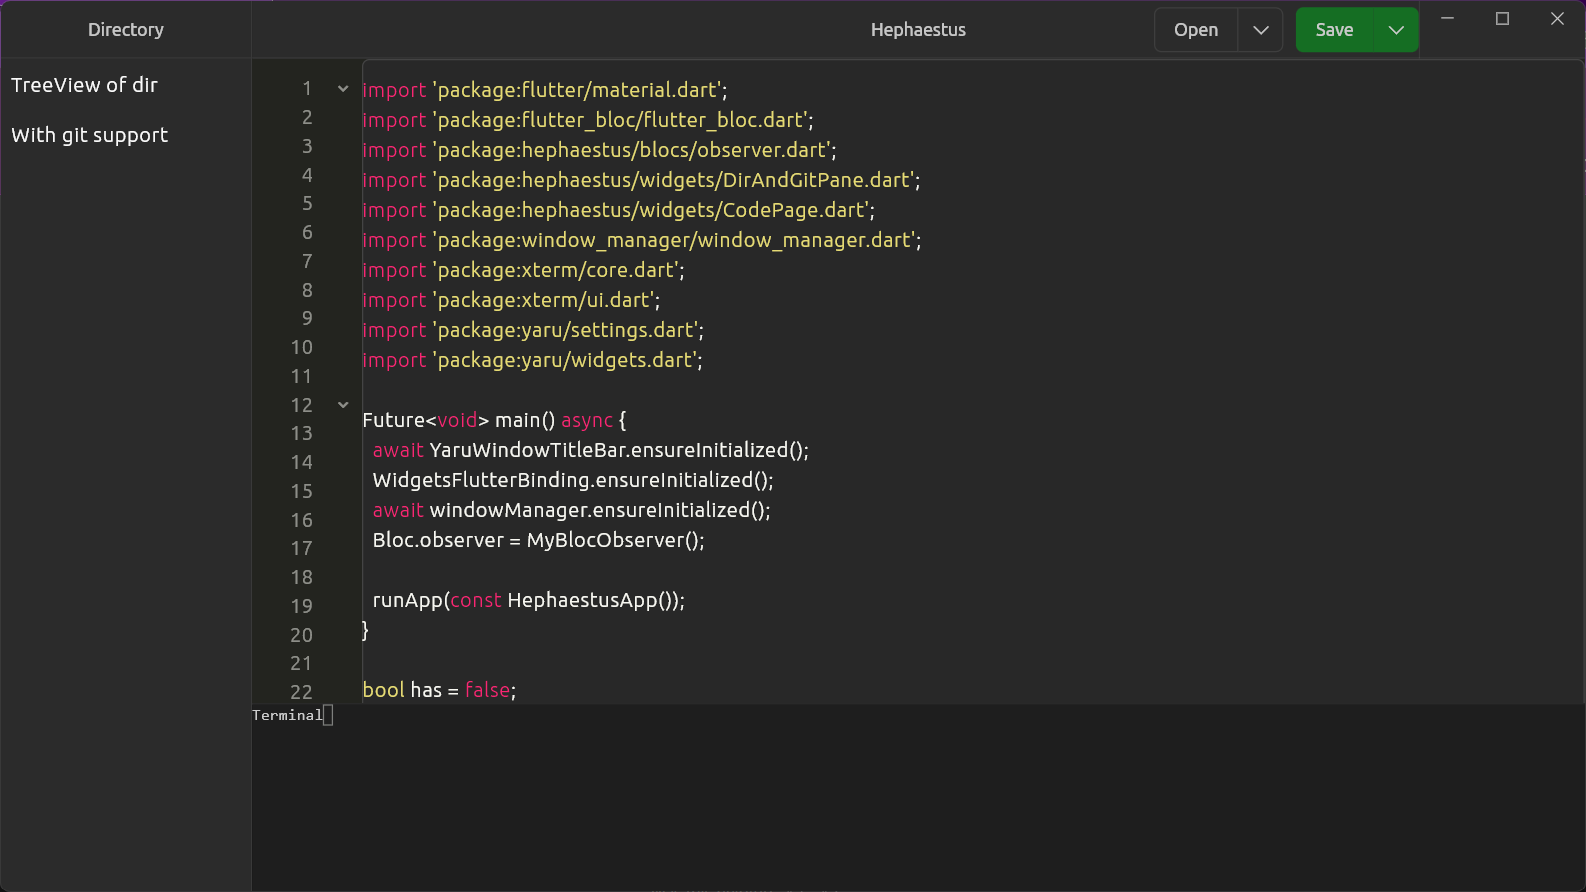 Directory
Hephaestus
Open
Save
TreeView of dir
With git support
1 import 'package:flutter/material.dart';
2 import 'package:flutter_bloc/flutter_bloc.dart';
3 import 'package:hephaestus/blocs/observer.dart';
4 import 'package:hephaestus/widgets/DirAndGitPane.dart';
5 import 'package:hephaestus/widgets/CodePage.dart';
6 import 'package:window_manager/window_manager.dart';
7 import 'package:xterm/core.dart';
8 import 'package:xterm/ui.dart';
9 import 'package:yaru/settings.dart';
10 import 'package:yaru/widgets.dart';
11
12 Future<void> main() async {
13   await YaruWindowTitleBar.ensureInitialized();
14   WidgetsFlutterBinding.ensureInitialized();
15   await windowManager.ensureInitialized();
16   Bloc.observer = MyBlocObserver();
17
18   runApp(const HephaestusApp());
19 }
20
21 bool has = false;
22
Terminal